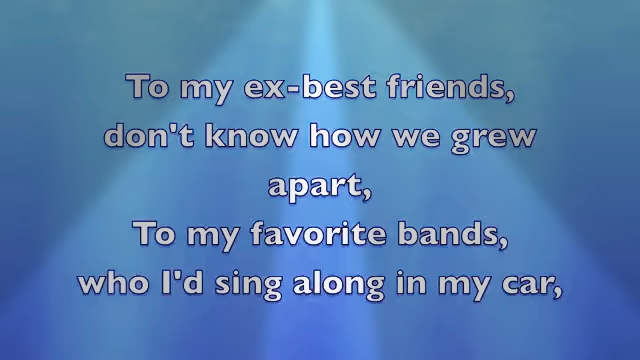 To my ex-best friends,
don't know how we grew
apart,
To my favorite bands,
who I'd sing along in my car,